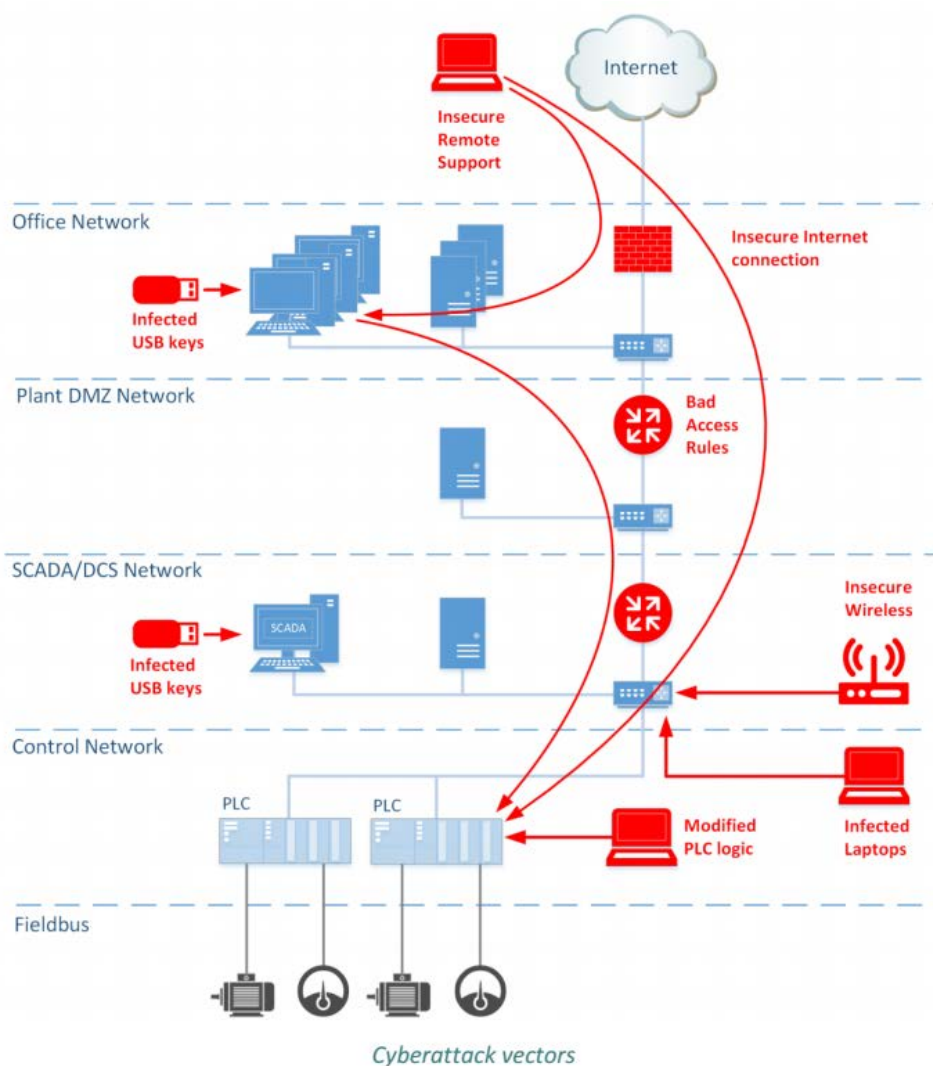 Internet
Insecure
Remote
Support
Office Network
Insecure Internet
connection
Infected
USB keys
Plant DMZ Network
Bad
Access
Rules
SCADA/DCS Network
Insecure
Wireless
SCADA
Infected
USB keys
Control Network
PLC
PLC
Modified
PLC logic
Infected
Laptops
Fieldbus
Cyberattack vectors